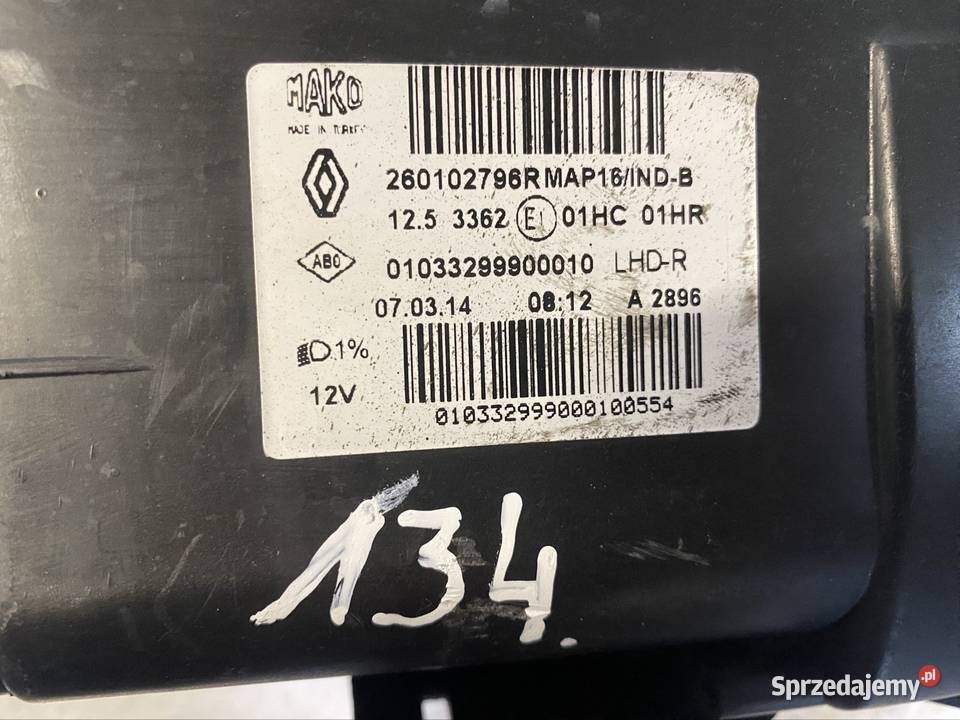 MAKO
MADE IN TURKEY
260102796R MAP16/IND-B
12.5 3362 E1 01HC 01HR
ABO
01033299900010 LHD-R
07.03.14 08:12 A 2896
1%
12V
010332999000100554
134.
Sprzedajemy.pl